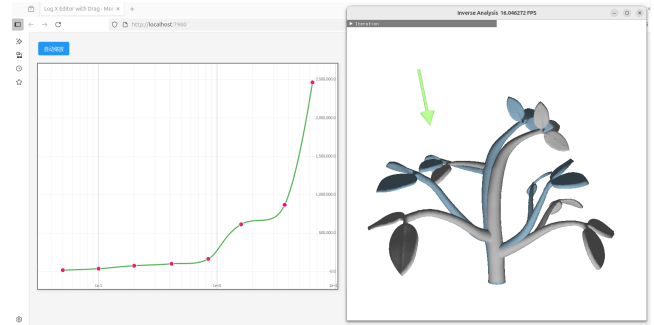 Log X Editor with Drag - Mo
http://localhost:7900
自动缩放
2,500,000.0
2,000,000.0
1,500,000.0
1,000,000.0
500,000.0
-0.0
1e-1
1e+0
1e+
Inverse Analysis 16.046272 FPS
Iteration